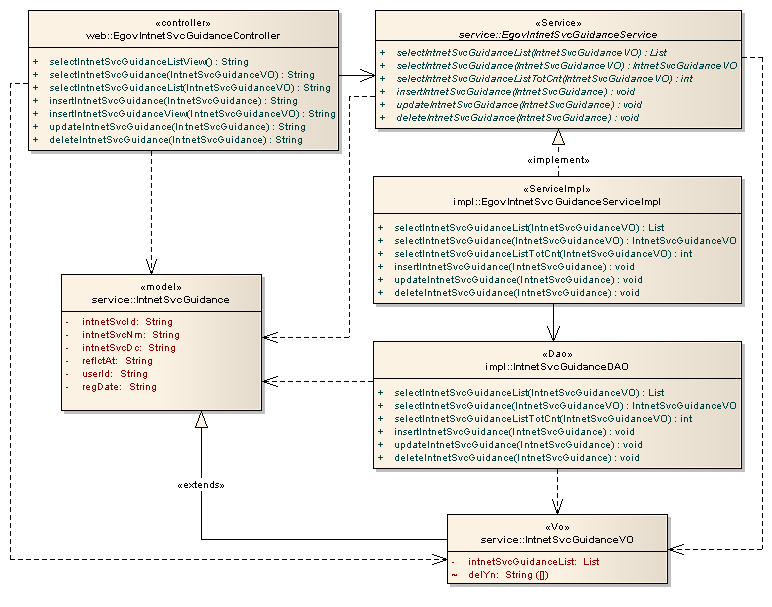 «controller»
web::EgovIntnetSvcGuidanceController
+ selectIntnetSvcGuidanceListView() : String
+ selectIntnetSvcGuidance(IntnetSvcGuidanceVO) : String
+ selectIntnetSvcGuidanceList(IntnetSvcGuidanceVO) : String
+ insertIntnetSvcGuidance(IntnetSvcGuidance) : String
+ insertIntnetSvcGuidanceView(IntnetSvcGuidanceVO) : String
+ updateIntnetSvcGuidance(IntnetSvcGuidance) : String
+ deleteIntnetSvcGuidance(IntnetSvcGuidance) : String
«Service»
service::EgovIntnetSvcGuidanceService
+ selectIntnetSvcGuidanceList(IntnetSvcGuidanceVO) : List
+ selectIntnetSvcGuidance(IntnetSvcGuidanceVO) : IntnetSvcGuidanceVO
+ selectIntnetSvcGuidanceListTotCnt(IntnetSvcGuidanceVO) : int
+ insertIntnetSvcGuidance(IntnetSvcGuidance) : void
+ updateIntnetSvcGuidance(IntnetSvcGuidance) : void
+ deleteIntnetSvcGuidance(IntnetSvcGuidance) : void
«implement»
«ServiceImpl»
impl::EgovIntnetSvcGuidanceServiceImpl
+ selectIntnetSvcGuidanceList(IntnetSvcGuidanceVO) : List
+ selectIntnetSvcGuidance(IntnetSvcGuidanceVO) : IntnetSvcGuidanceVO
+ selectIntnetSvcGuidanceListTotCnt(IntnetSvcGuidanceVO) : int
+ insertIntnetSvcGuidance(IntnetSvcGuidance) : void
+ updateIntnetSvcGuidance(IntnetSvcGuidance) : void
+ deleteIntnetSvcGuidance(IntnetSvcGuidance) : void
«model»
service::IntnetSvcGuidance
- intnetSvcId: String
- intnetSvcNm: String
- intnetSvcDc: String
- reflctAt: String
- userId: String
- regDate: String
«Dao»
impl::IntnetSvcGuidanceDAO
+ selectIntnetSvcGuidanceList(IntnetSvcGuidanceVO) : List
+ selectIntnetSvcGuidance(IntnetSvcGuidanceVO) : IntnetSvcGuidanceVO
+ selectIntnetSvcGuidanceListTotCnt(IntnetSvcGuidanceVO) : int
+ insertIntnetSvcGuidance(IntnetSvcGuidance) : void
+ updateIntnetSvcGuidance(IntnetSvcGuidance) : void
+ deleteIntnetSvcGuidance(IntnetSvcGuidance) : void
«extends»
«Vo»
service::IntnetSvcGuidanceVO
- intnetSvcGuidanceList: List
~ delYn: String ([])